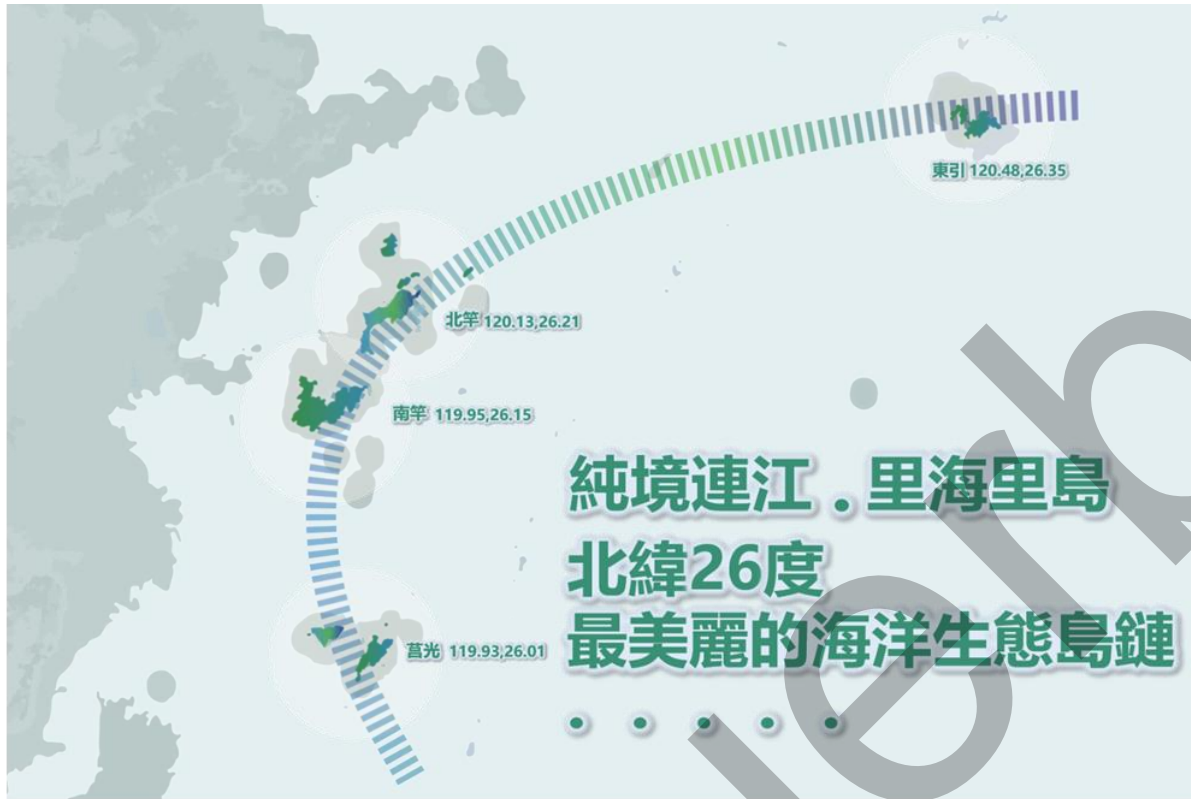 東引 120.48,26.35
北竿 120.13,26.21
南竿 119.95,26.15
純境連江．里海里島
北緯26度
最美麗的海洋生態島鏈
莒光 119.93,26.01